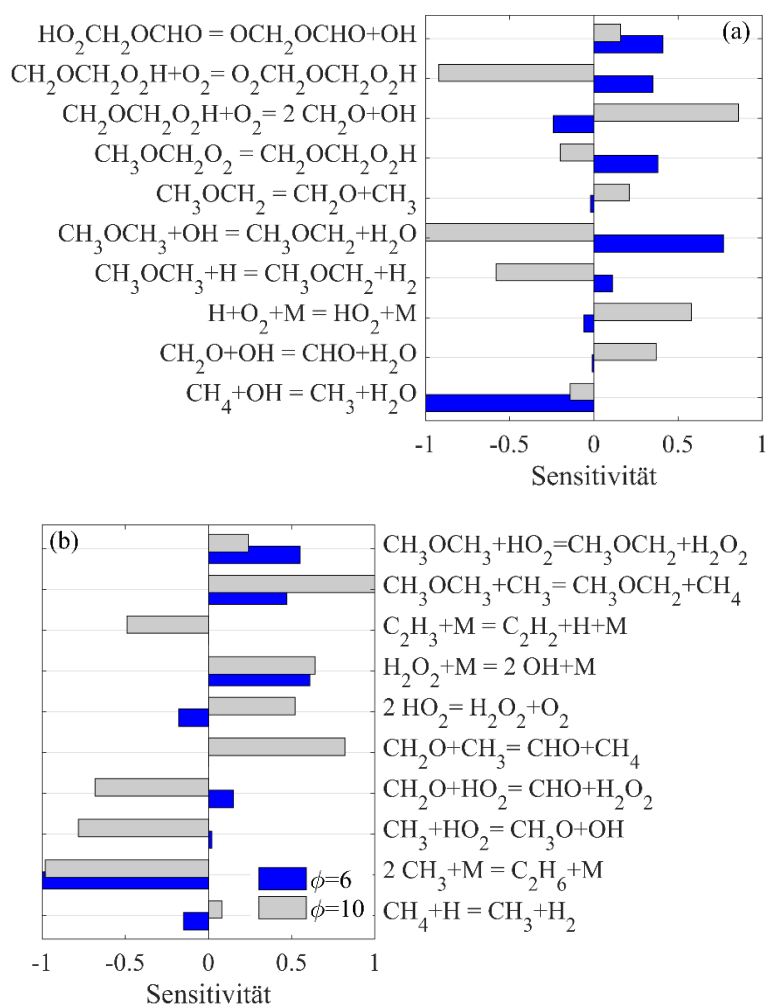 HO₂CH₂OCHO = OCH₂OCHO+OH
(a)
CH₂OCH₂O₂H+O₂= O₂CH₂OCH₂O₂H
CH₂OCH₂O₂H+O₂= 2 CH₂O+OH
CH₃OCH₂O₂ = CH₂OCH₂O₂H
CH₃OCH₂ = CH₂O+CH₃
CH₃OCH₃+OH = CH₃OCH₂+H₂O
CH₃OCH₃+H = CH₃OCH₂+H₂
H+O₂+M = HO₂+M
CH₂O+OH = CHO+H₂O
CH₄+OH = CH₃+H₂O
-1 -0.5 0 0.5 1
Sensitivität
(b)
CH₃OCH₃+HO₂=CH₃OCH₂+H₂O₂
CH₃OCH₃+CH₃= CH₃OCH₂+CH₄
C₂H₃+M = C₂H₂+H+M
H₂O₂+M = 2 OH+M
2 HO₂= H₂O₂+O₂
CH₂O+CH₃= CHO+CH₄
CH₂O+HO₂= CHO+H₂O₂
CH₃+HO₂= CH₃O+OH
2 CH₃+M = C₂H₆+M
CH₄+H = CH₃+H₂
ϕ=6
ϕ=10
-1 -0.5 0 0.5 1
Sensitivität